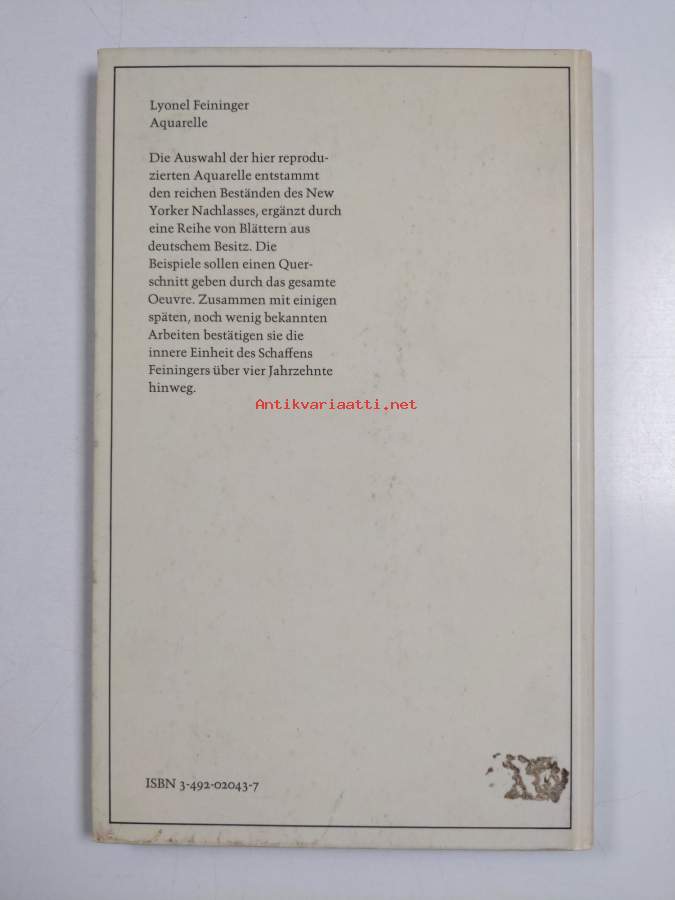 Lyonel Feininger
Aquarelle
Die Auswahl der hier reprodu-
zierten Aquarelle entstammt
den reichen Beständen des New
Yorker Nachlasses, ergänzt durch
eine Reihe von Blättern aus
deutschem Besitz. Die
Beispiele sollen einen Quer-
schnitt geben durch das gesamte
Oeuvre. Zusammen mit einigen
späten, noch wenig bekannten
Arbeiten bestätigen sie die
innere Einheit des Schaffens
Feiningers über vier Jahrzehnte
hinweg.
Antikvariaatti.net
ISBN 3-492-02043-7